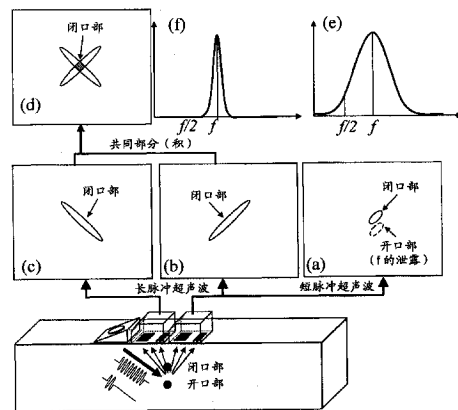 (f)
(e)
闭口部
(d)
f/2
f
f/2
f
共同部分(积)
闭口部
(c)
闭口部
(b)
闭口部
开口部
(f 的泄露)
(a)
长脉冲超声波
短脉冲超声波
闭口部
开口部